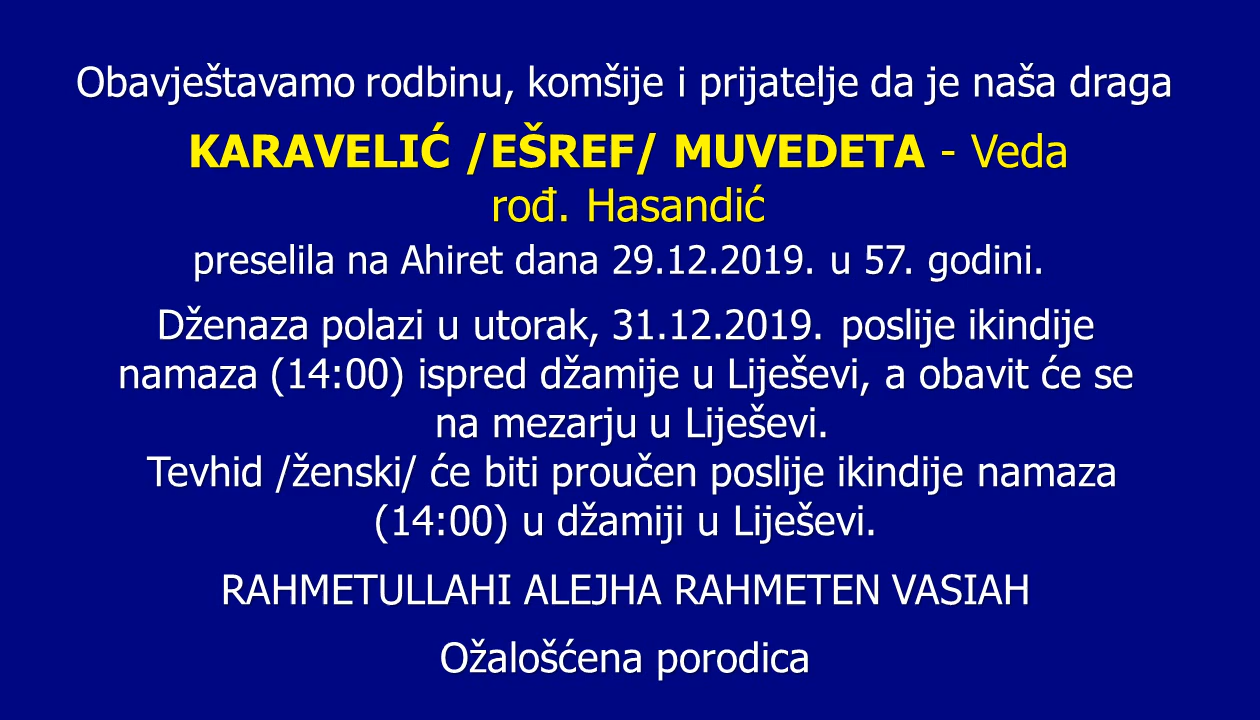 Obavještavamo rodbinu, komšije i prijatelje da je naša draga
KARAVELIĆ /EŠREF/ MUVEDETA - Veda
rođ. Hasandić
preselila na Ahiret dana 29.12.2019. u 57. godini.
Dženaza polazi u utorak, 31.12.2019. poslije ikindije
namaza (14:00) ispred džamije u Liješevi, a obavit će se
na mezarju u Liješevi.
Tevhid /ženski/ će biti proučen poslije ikindije namaza
(14:00) u džamiji u Liješevi.
RAHMETULLAHI ALEJHA RAHMETEN VASIAH
Ožalošćena porodica